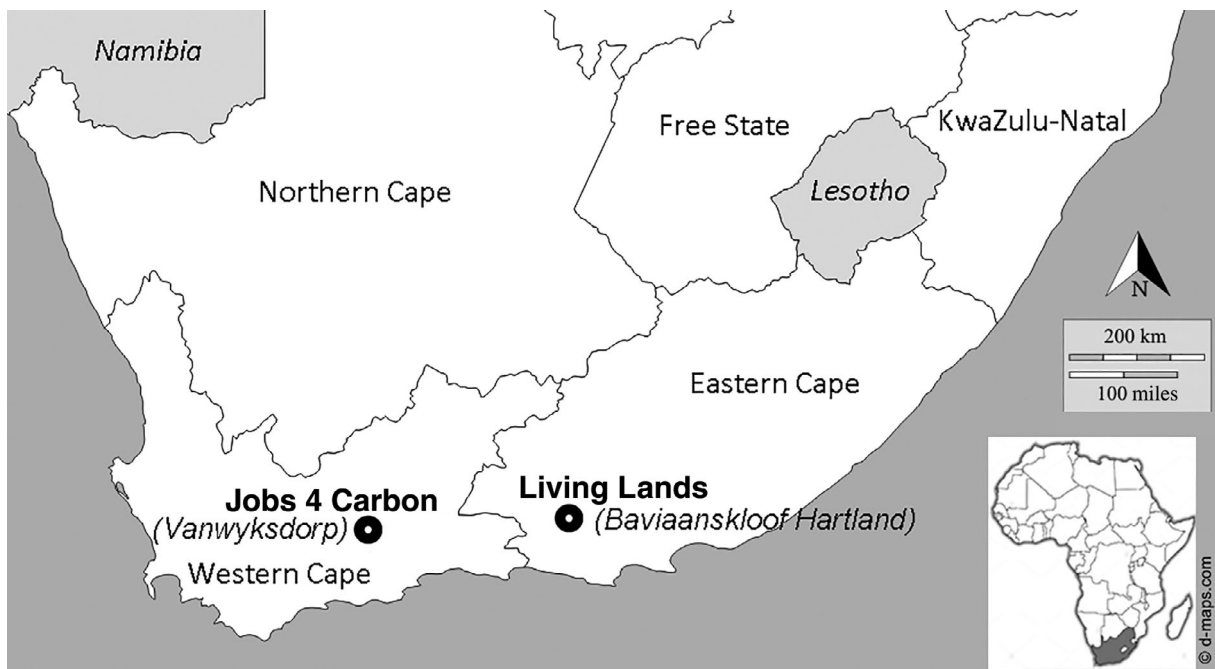 Namibia
Free State
KwaZulu-Natal
Northern Cape
Lesotho
N
200 km
100 miles
Eastern Cape
Jobs 4 Carbon
(Vanwyksdorp)
Living Lands
(Baviaanskloof Hartland)
Western Cape
© d-maps.com